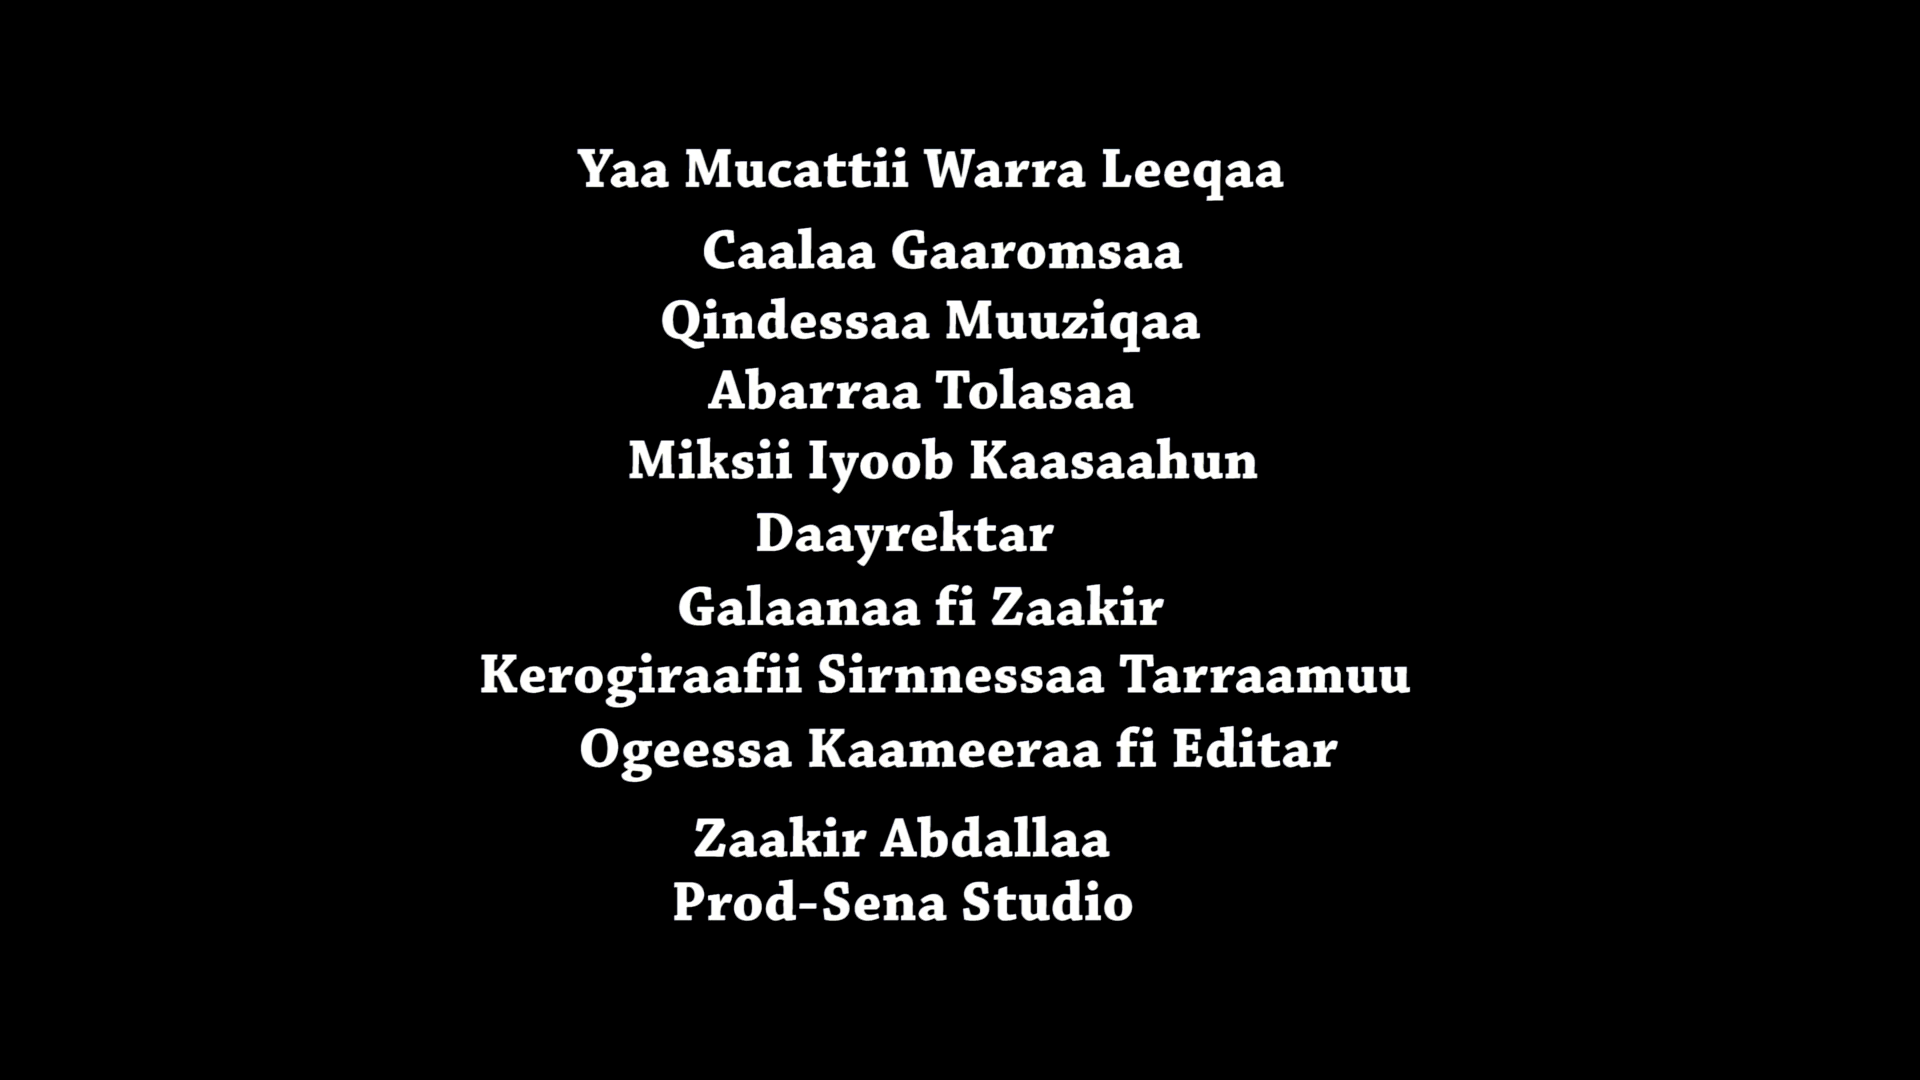 Yaa Mucattii Warra Leeqaa
Caalaa Gaaromsaa
Qindessaa Muuziqaa
Abarraa Tolasaa
Miksii Iyoob Kaasaahun
Daayrektar
Galaanaa fi Zaakir
Kerogiraafii Sirnnessaa Tarraamuu
Ogeessa Kaameeraa fi Editar
Zaakir Abdallaa
Prod-Sena Studio